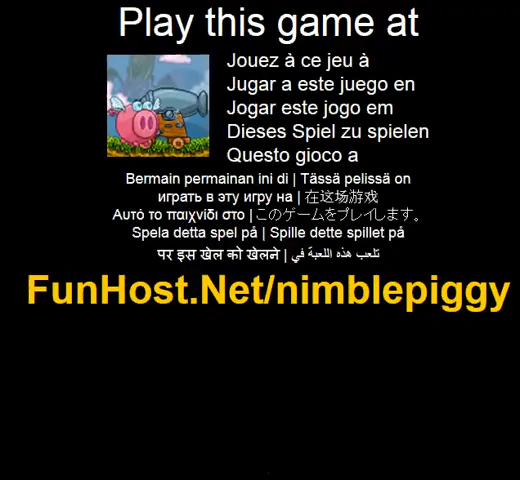 Play this game at
Jouez à ce jeu à
Jugar a este juego en
Jogar este jogo em
Dieses Spiel zu spielen
Questo gioco a
Bermain permainan ini di | Tässä pelissä on
играть в эту игру на | 在这场游戏
Αυτό το παιχνίδι στο | このゲームをプレイします。
Spela detta spel på | Spille dette spillet på
पर इस खेल को खेलने | تلعب هذه اللعبة في
FunHost.Net/nimblepiggy